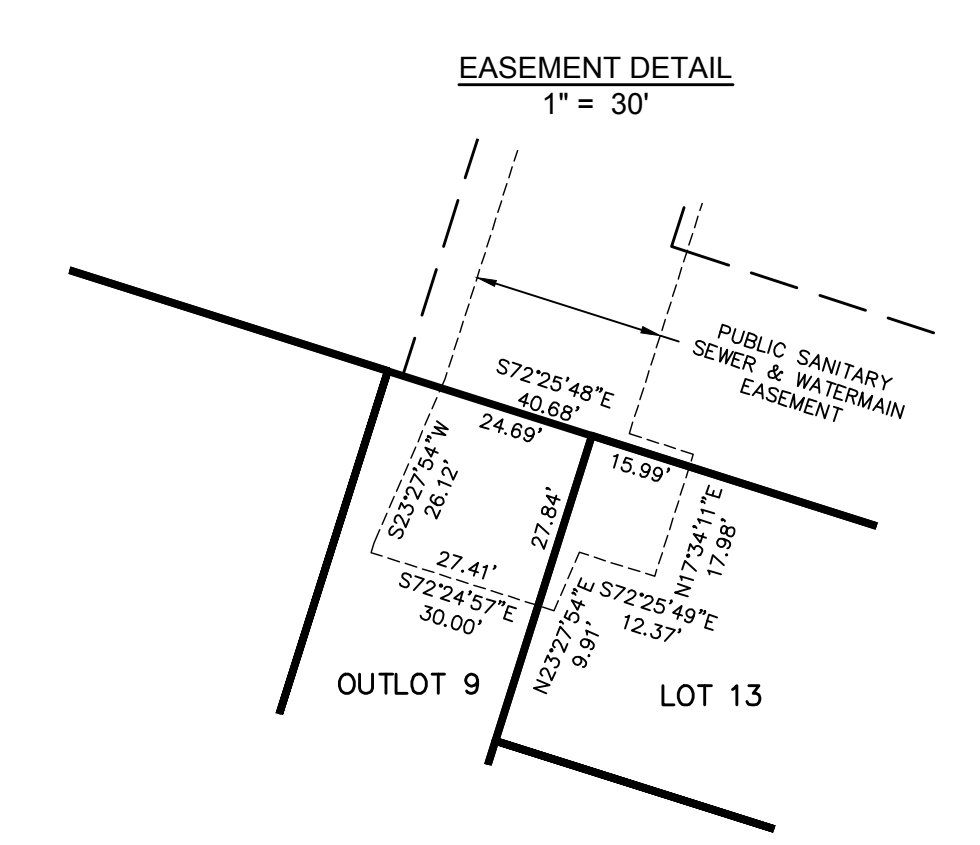 EASEMENT DETAIL
1" = 30'
PUBLIC SANITARY
SEWER & WATERMAIN
EASEMENT
S72°25'48"E
40.68'
24.69'
15.99'
S23°27'54"W
26.12'
27.84'
N17°34'11"E
17.98'
27.41'
S72°24'57"E
30.00'
N23°27'54"E
9.91'
S72°25'49"E
12.37'
OUTLOT 9
LOT 13